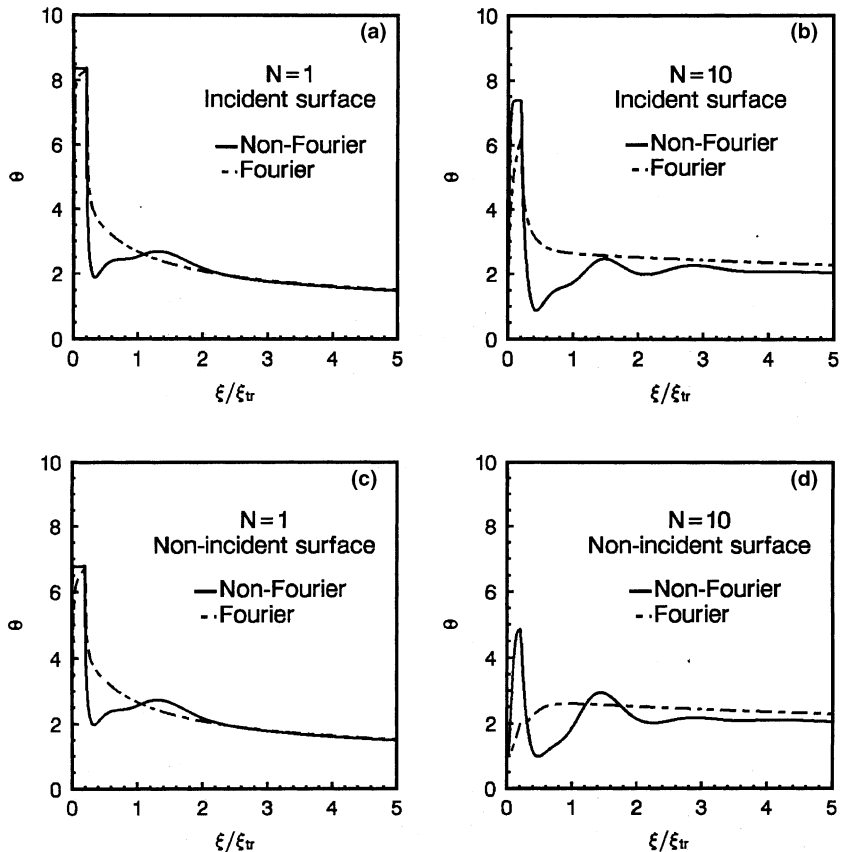 (a)
N=1
Incident surface
Non-Fourier
Fourier
10
8
6
4
2
0
θ
0 1 2 3 4 5
ξ/ξtr
(b)
N=10
Incident surface
Non-Fourier
Fourier
10
8
6
4
2
0
θ
0 1 2 3 4 5
ξ/ξtr
(c)
N=1
Non-incident surface
Non-Fourier
Fourier
10
8
6
4
2
0
θ
0 1 2 3 4 5
ξ/ξtr
(d)
N=10
Non-incident surface
Non-Fourier
Fourier
10
8
6
4
2
0
θ
0 1 2 3 4 5
ξ/ξtr